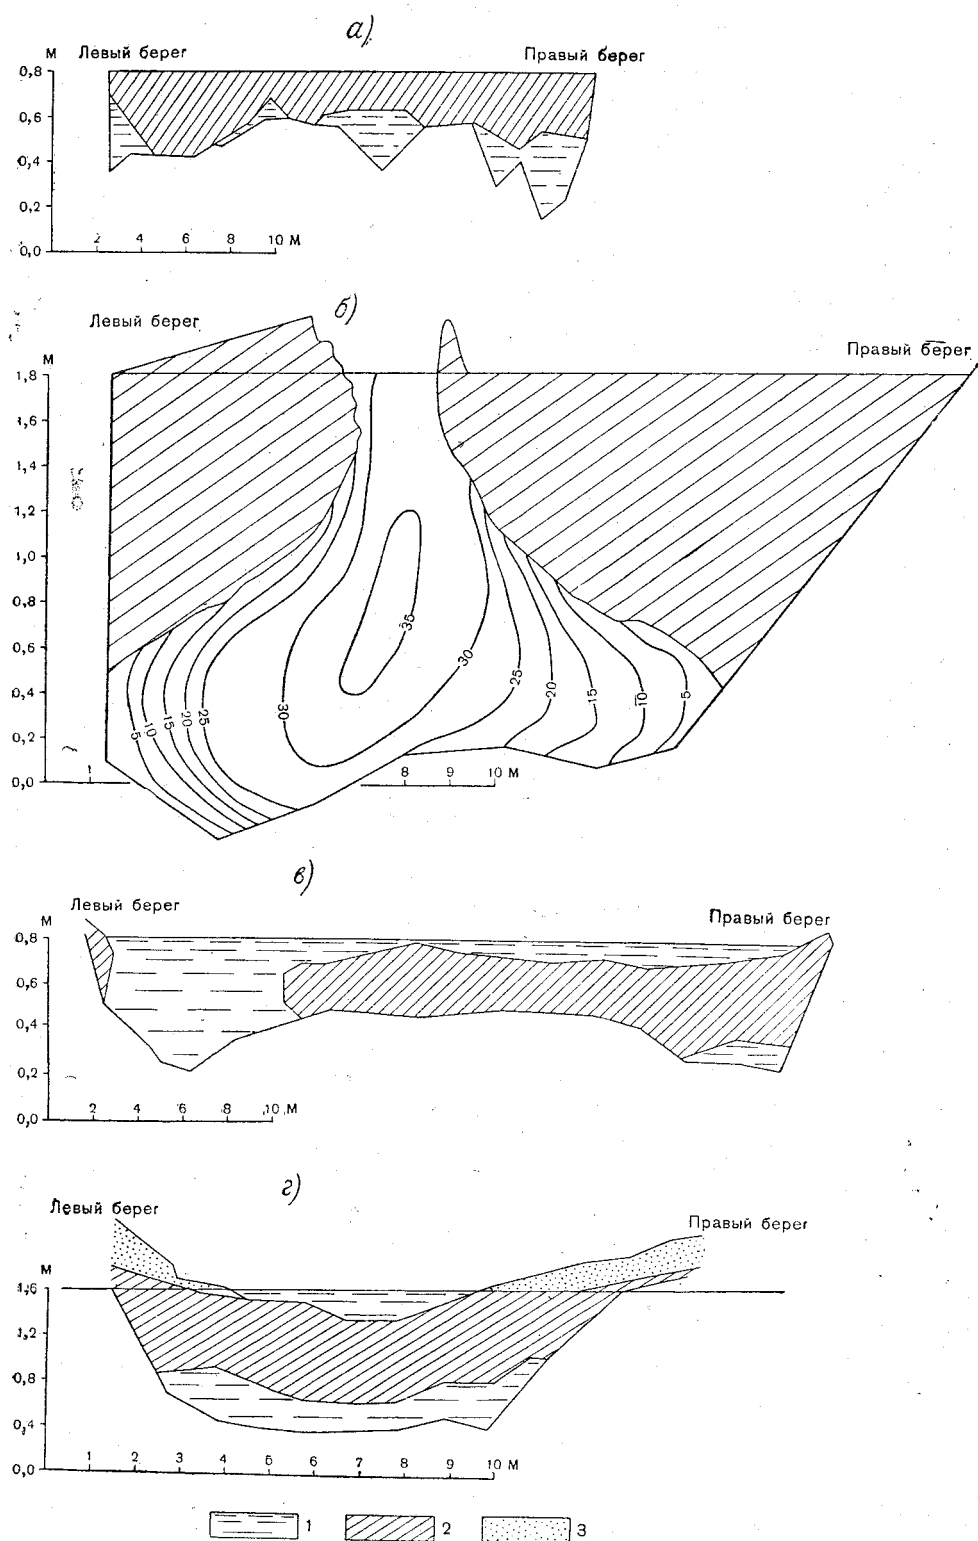 а)
М Левый берег Правый берег
0,8
0,6
0,4
0,2
0,0
2 4 6 8 10 М
б)
Левый берег
Правый берег
М
1,8
1,6
1,4
1,2
1,0
0,8
0,6
0,4
0,2
0,0
35
30
25
20
15
10
5
30
25
20
15
10
5
1 8 9 10 М
в)
Левый берег Правый берег
М
0,8
0,6
0,4
0,2
0,0
2 4 6 8 10 М
г)
Левый берег Правый берег
М
1,6
1,2
0,8
0,4
0,0
1 2 3 4 5 6 7 8 9 10 М
1 2 3